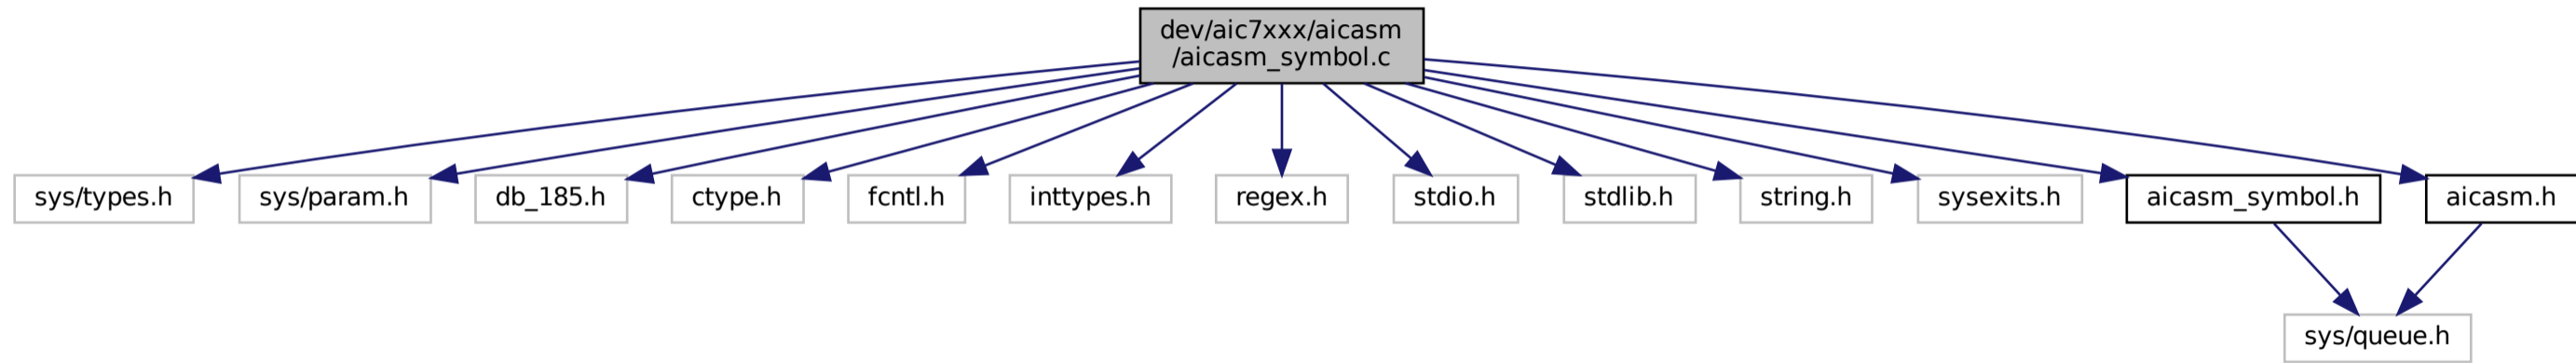 dev/aic7xxx/aicasm
/aicasm_symbol.c
sys/types.h
sys/param.h
db_185.h
ctype.h
fcntl.h
inttypes.h
regex.h
stdio.h
stdlib.h
string.h
sysexits.h
aicasm_symbol.h
aicasm.h
sys/queue.h